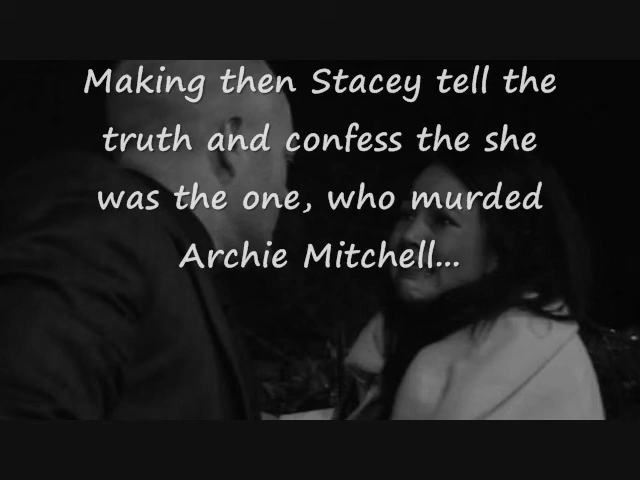 Making then Stacey tell the
truth and confess the she
was the one, who murded
Archie Mitchell...